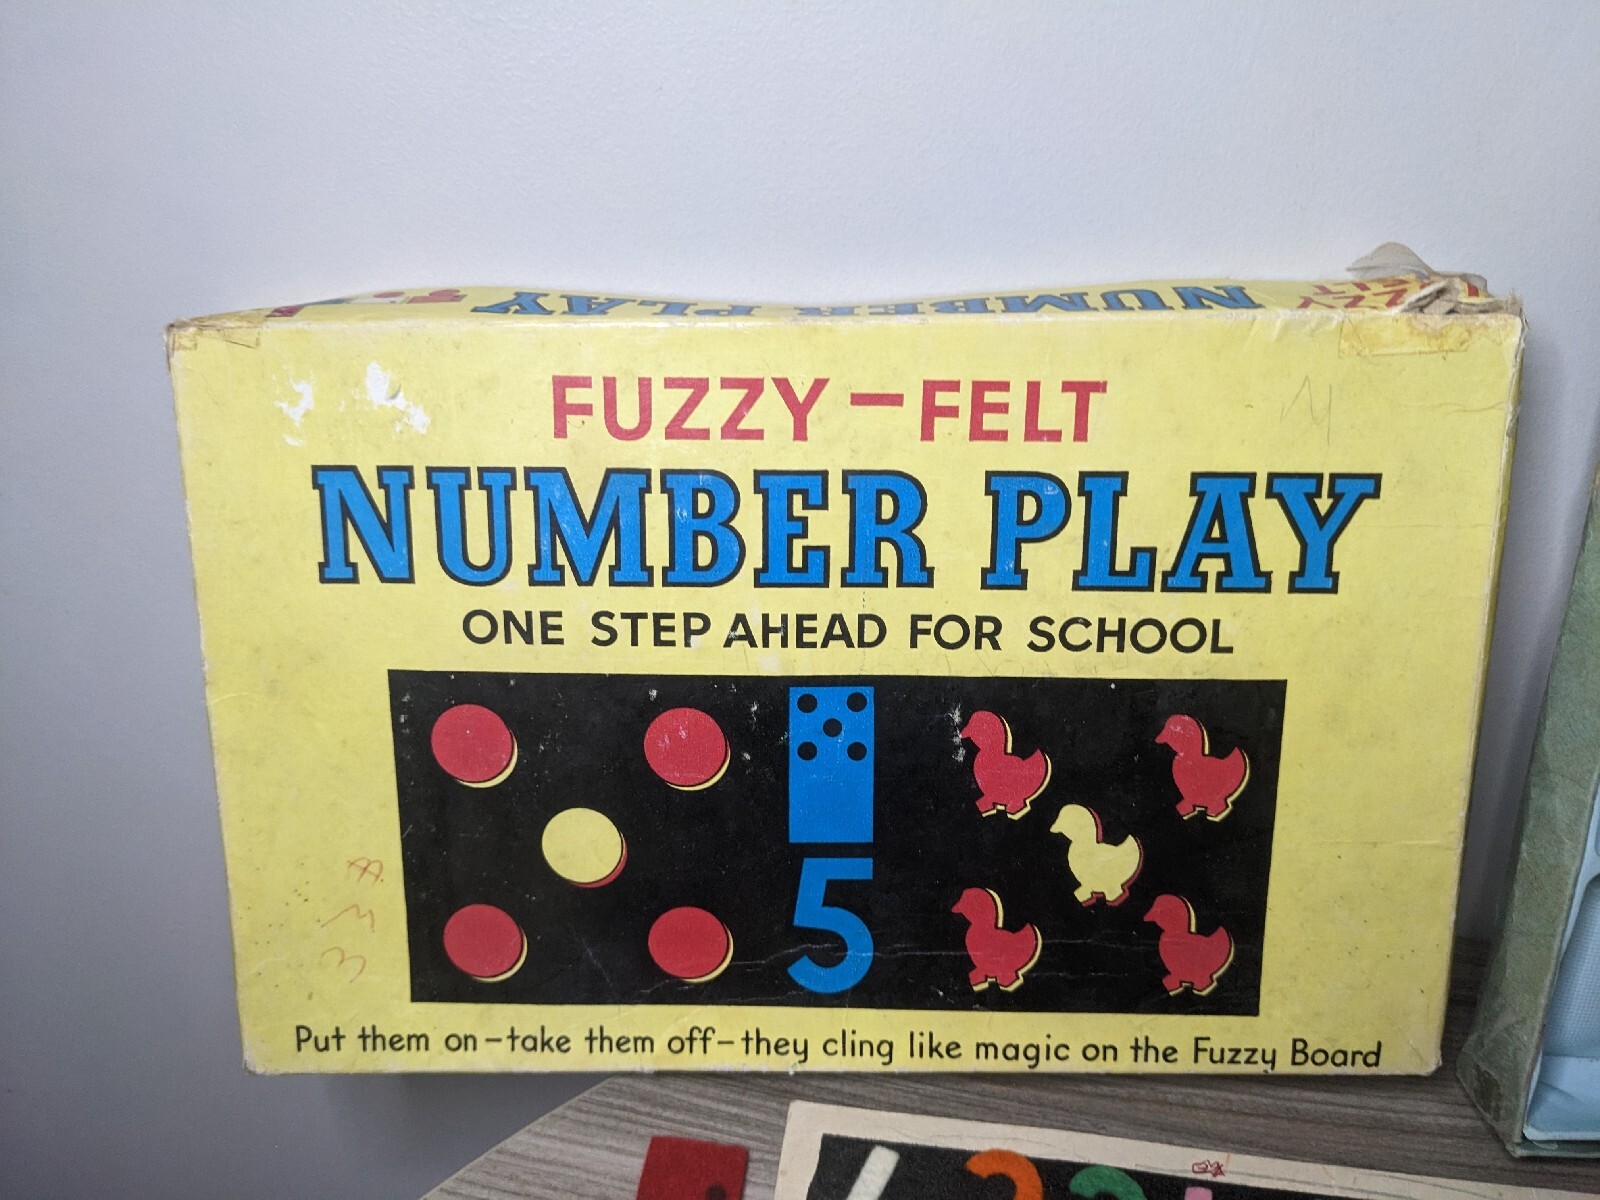 NUMBER PLAY
FUZZY-FELT
NUMBER PLAY
ONE STEP AHEAD FOR SCHOOL
5
Put them on-take them off-they cling like magic on the Fuzzy Board